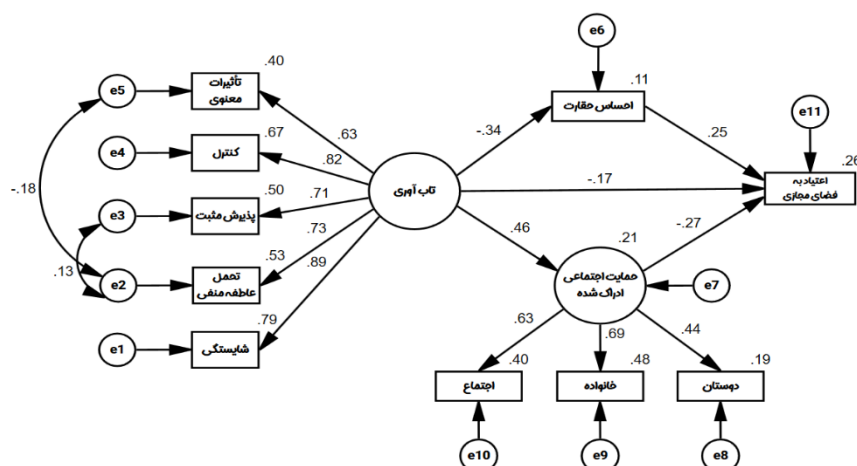 e6
.40
.11
e5
تأثیرات
معنوی
احساس حقارت
e11
.63
-.34
.25
.67
.26
e4
کنترل
.82
اعتیاد به
فضای مجازی
تاب آوری
-.17
-.18
.50
.71
e3
پذیرش مثبت
.46
-.27
.73
.21
.53
.89
حمایت اجتماعی
ادراک شده
.13
e2
تحمل
عاطفه منفی
e7
.79
.63
.69
.44
e1
شایستگی
.40
.48
.19
اجتماع
خانواده
دوستان
e10
e9
e8